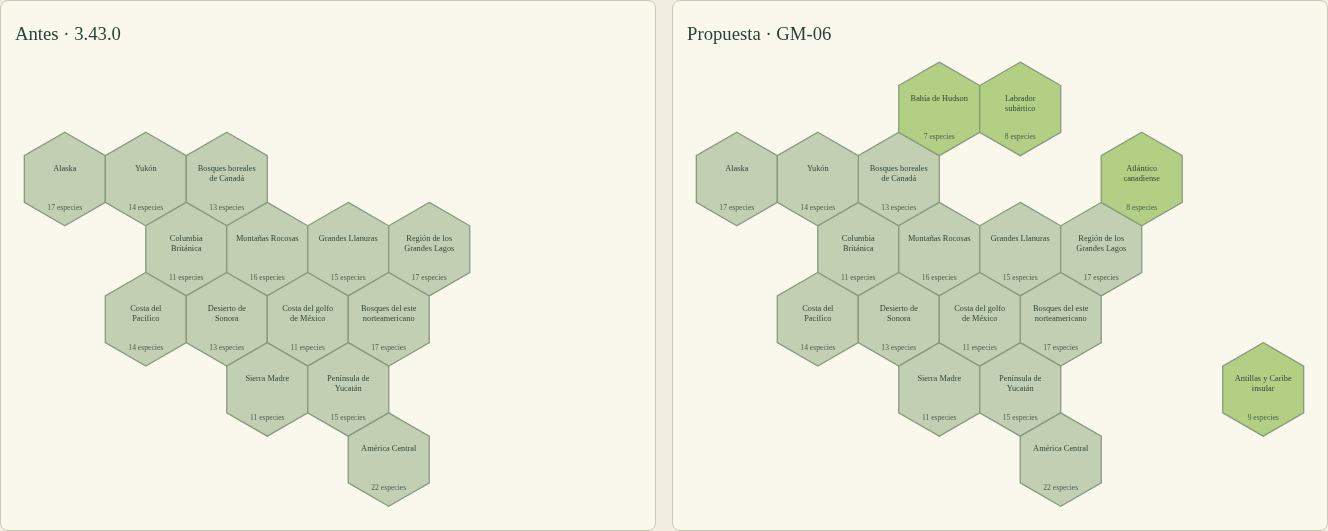 Antes · 3.43.0
Alaska
17 especies
Yukón
14 especies
Bosques boreales
de Canadá
13 especies
Columbia
Británica
11 especies
Montañas Rocosas
16 especies
Grandes Llanuras
15 especies
Región de los
Grandes Lagos
17 especies
Costa del
Pacífico
14 especies
Desierto de
Sonora
13 especies
Costa del golfo
de México
11 especies
Bosques del este
norteamericano
17 especies
Sierra Madre
11 especies
Península de
Yucatán
15 especies
América Central
22 especies
Propuesta · GM-06
Bahía de Hudson
7 especies
Labrador
subártico
8 especies
Alaska
17 especies
Yukón
14 especies
Bosques boreales
de Canadá
13 especies
Atlántico
canadiense
8 especies
Columbia
Británica
11 especies
Montañas Rocosas
16 especies
Grandes Llanuras
15 especies
Región de los
Grandes Lagos
17 especies
Costa del
Pacífico
14 especies
Desierto de
Sonora
13 especies
Costa del golfo
de México
11 especies
Bosques del este
norteamericano
17 especies
Sierra Madre
11 especies
Península de
Yucatán
15 especies
Antillas y Caribe
insular
9 especies
América Central
22 especies